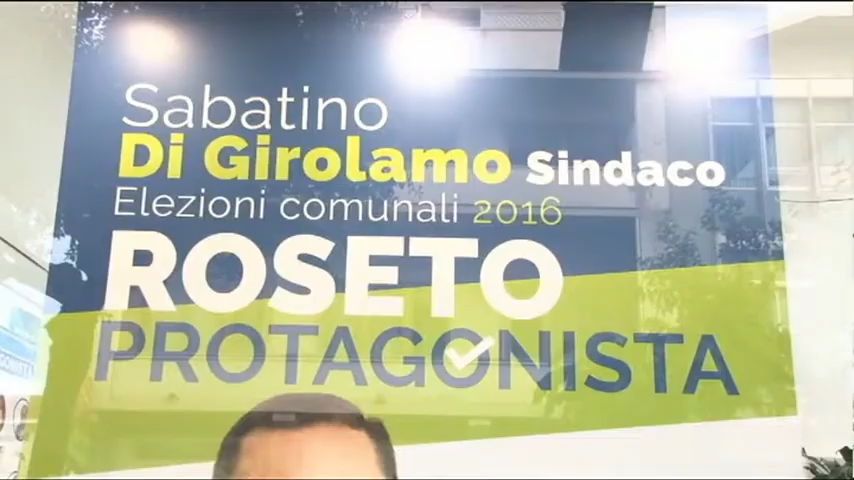 Sabatino
Di Girolamo Sindaco
Elezioni comunali 2016
ROSETO
PROTAGONISTA